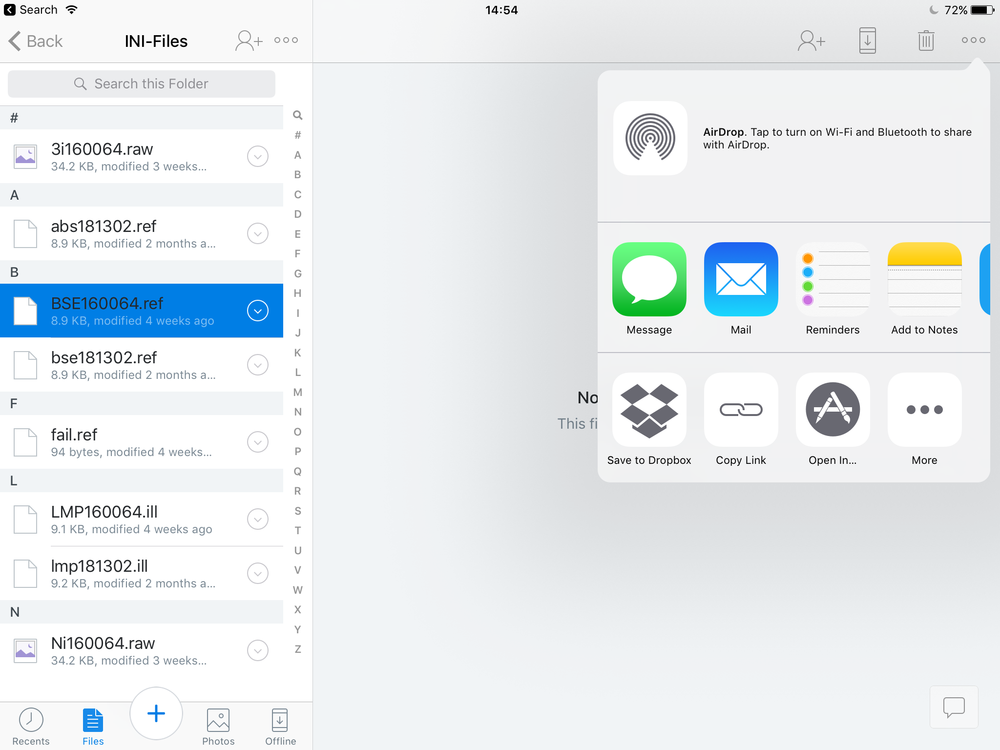 Search
14:54
72%
Back
INI-Files
Search this Folder
#
3i160064.raw
34.2 KB, modified 3 weeks...
A
abs181302.ref
8.9 KB, modified 2 months a...
B
BSE160064.ref
8.9 KB, modified 4 weeks ago
bse181302.ref
8.9 KB, modified 2 months a...
F
fail.ref
94 bytes, modified 4 weeks...
L
LMP160064.ill
9.1 KB, modified 4 weeks ago
lmp181302.ill
9.2 KB, modified 2 months a...
N
Ni160064.raw
34.2 KB, modified 3 weeks...
#
A
B
C
D
E
F
G
H
I
J
K
L
M
N
O
P
Q
R
S
T
U
V
W
X
Y
Z
Recents
Files
Photos
Offline
No
This fi
AirDrop. Tap to turn on Wi-Fi and Bluetooth to share
with AirDrop.
Message
Mail
Reminders
Add to Notes
Save to Dropbox
Copy Link
Open In...
More